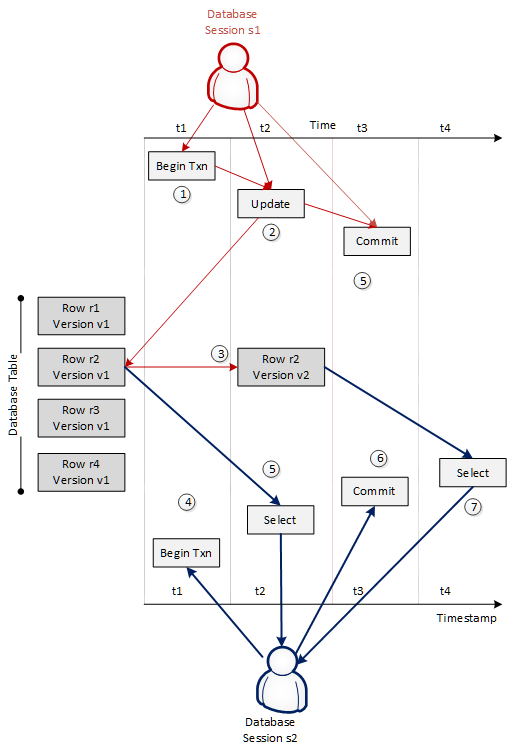 Database
Session s1
t1
t2
Time
t3
t4
Begin Txn
1
Update
2
Commit
5
Row r1
Version v1
Database Table
Row r2
Version v1
3
Row r2
Version v2
Row r3
Version v1
Row r4
Version v1
5
6
Select
4
Commit
7
Select
Begin Txn
t1
t2
t3
t4
Timestamp
Database
Session s2